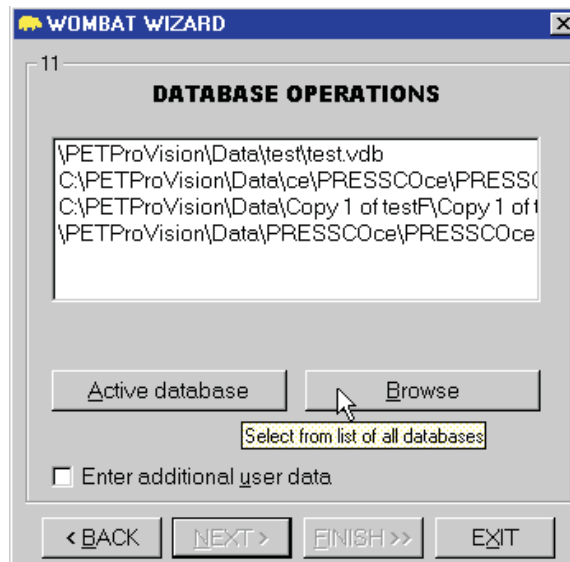 WOMBAT WIZARD
11
DATABASE OPERATIONS
\PETProVision\Data\test\test.vdb
C:\PETProVision\Data\ce\PRESSCOce\PRESSC
C:\PETProVision\Data\Copy 1 of testF\Copy 1 of t
\PETProVision\Data\PRESSCOce\PRESSCOce
Active database Browse
Select from list of all databases
Enter additional user data
< BACK NEXT > FINISH >> EXIT